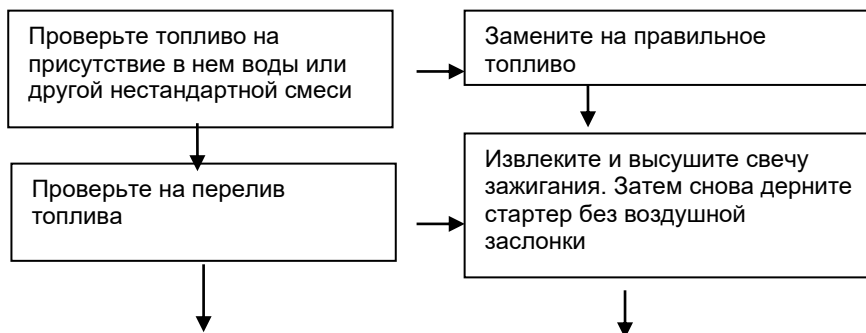 Проверьте топливо на
присутствие в нем воды или
другой нестандартной смеси
Замените на правильное
топливо
Проверьте на перелив
топлива
Извлеките и высушите свечу
зажигания. Затем снова дерните
стартер без воздушной
заслонки